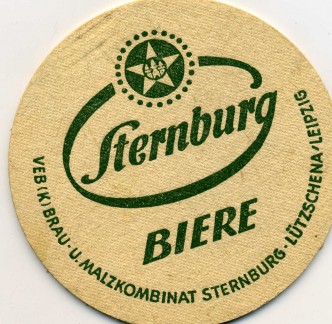 Sternburg
BIERE
VEB (K) BRAU- U. MALZKOMBINAT STERNBURG·LÜTZSCHENA·LEIPZIG